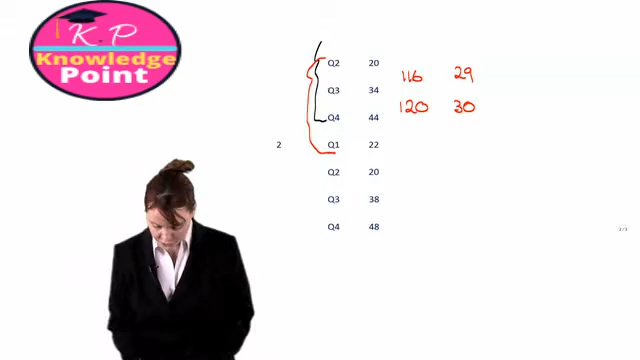 K.P
Knowledge
Point
Q2 20
116 29
Q3 34
120 30
Q4 44
2 Q1 22
Q2 20
Q3 38
Q4 48